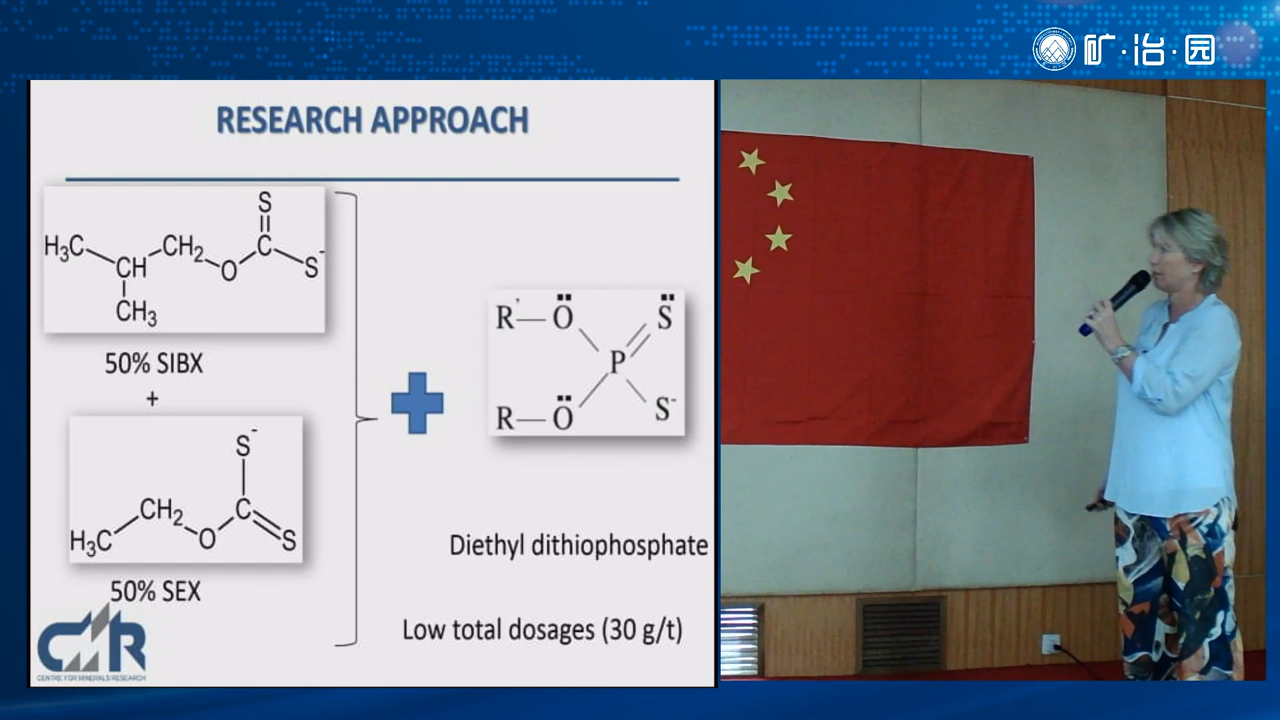 矿·冶·园
RESEARCH APPROACH
H₃C
CH
CH₃
CH₂
O
C
S
S⁻
50% SIBX
+
S⁻
H₃C
CH₂
O
C
S
50% SEX
R'—O
S
P
R—O
S⁻
Diethyl dithiophosphate
Low total dosages (30 g/t)
CMR
CENTRE FOR MINERALS RESEARCH